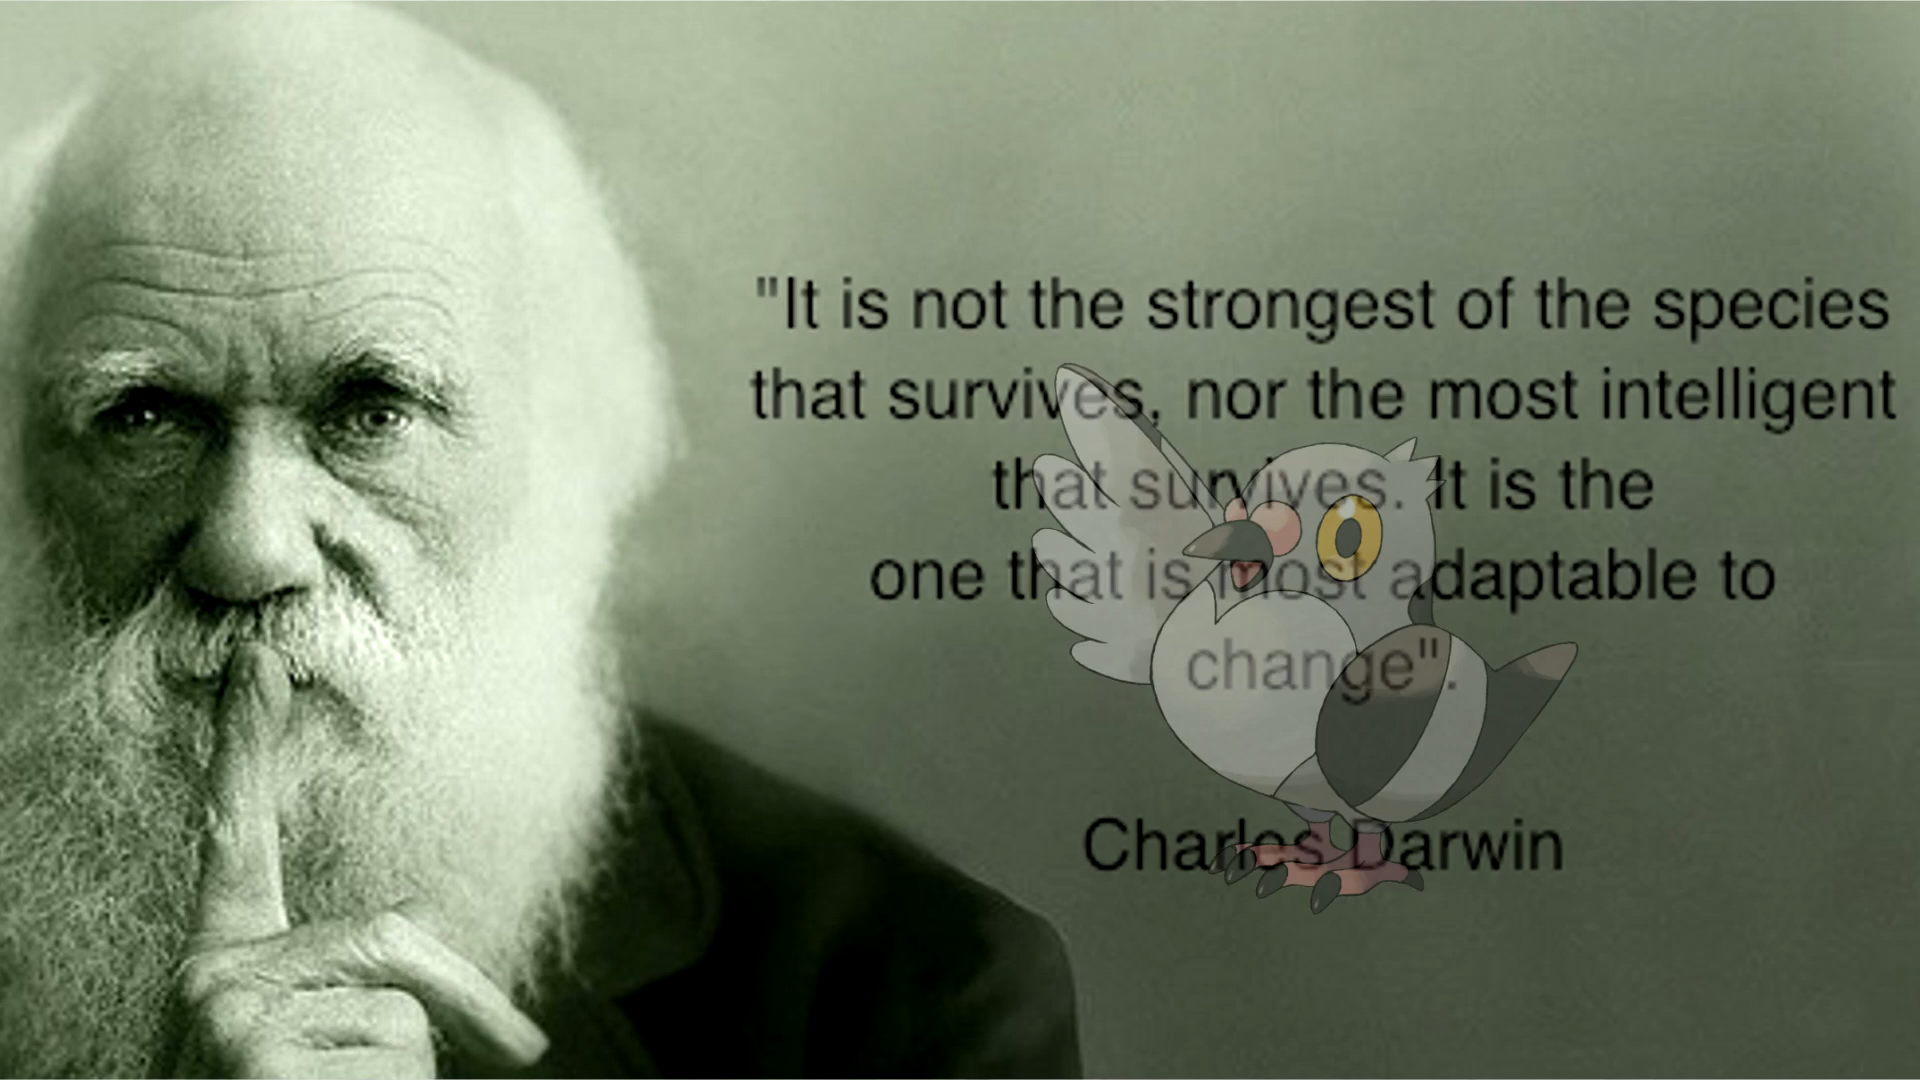 "It is not the strongest of the species
that survives, nor the most intelligent
that survives. It is the
one that is most adaptable to
change".
Charles Darwin